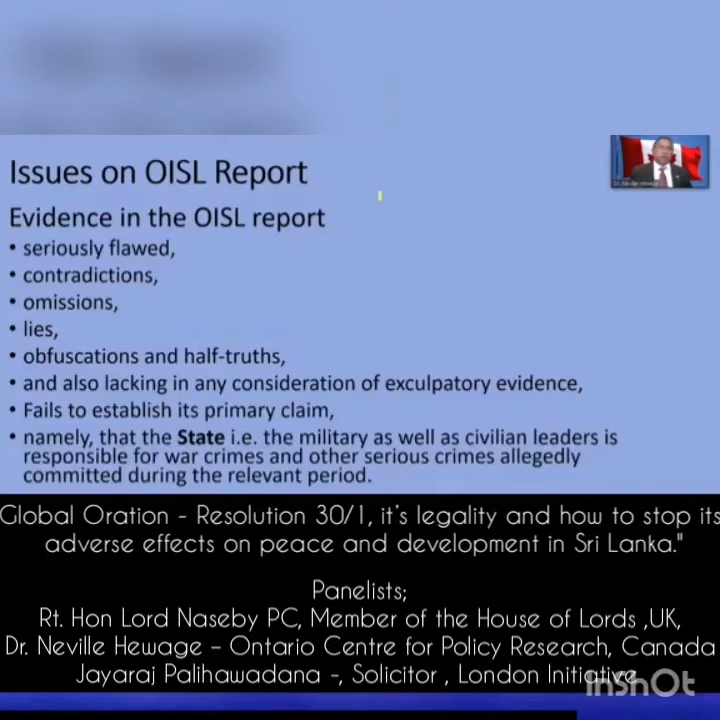 Issues on OISL Report
Evidence in the OISL report
• seriously flawed,
• contradictions,
• omissions,
• lies,
• obfuscations and half-truths,
• and also lacking in any consideration of exculpatory evidence,
• Fails to establish its primary claim,
• namely, that the State i.e. the military as well as civilian leaders is
responsible for war crimes and other serious crimes allegedly
committed during the relevant period.
Global Oration - Resolution 30/1, it's legality and how to stop its
adverse effects on peace and development in Sri Lanka."
Panelists;
Rt. Hon Lord Naseby PC, Member of the House of Lords ,UK,
Dr. Neville Hewage – Ontario Centre for Policy Research, Canada
Jayaraj Palihawadana -, Solicitor , London Initiative
InShOt